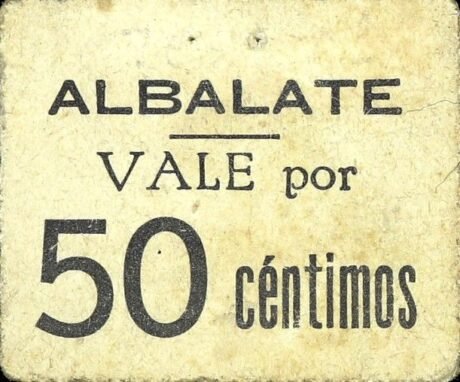 ALBALATE
VALE por
50 céntimos